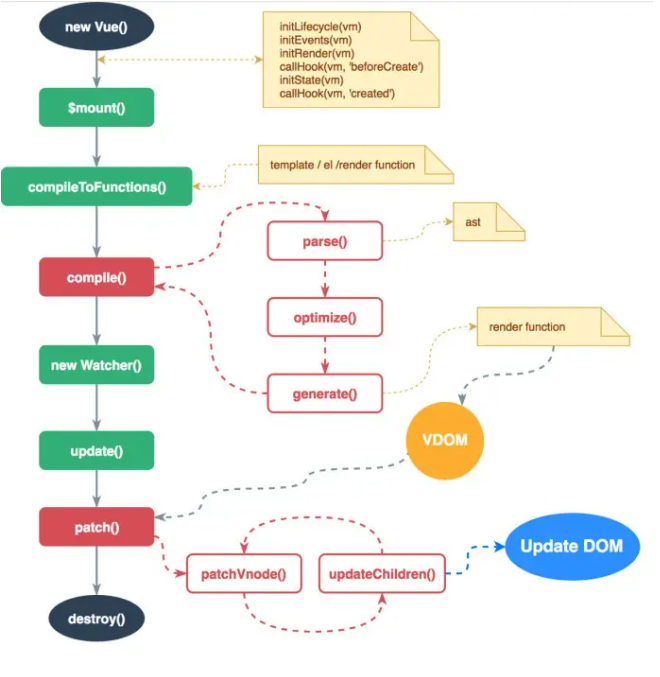 new Vue()
initLifecycle(vm)
initEvents(vm)
initRender(vm)
callHook(vm, 'beforeCreate')
initState(vm)
callHook(vm, 'created')
$mount()
template / el /render function
compileToFunctions()
parse()
ast
compile()
optimize()
render function
new Watcher()
generate()
VDOM
update()
patch()
Update DOM
patchVnode()
updateChildren()
destroy()